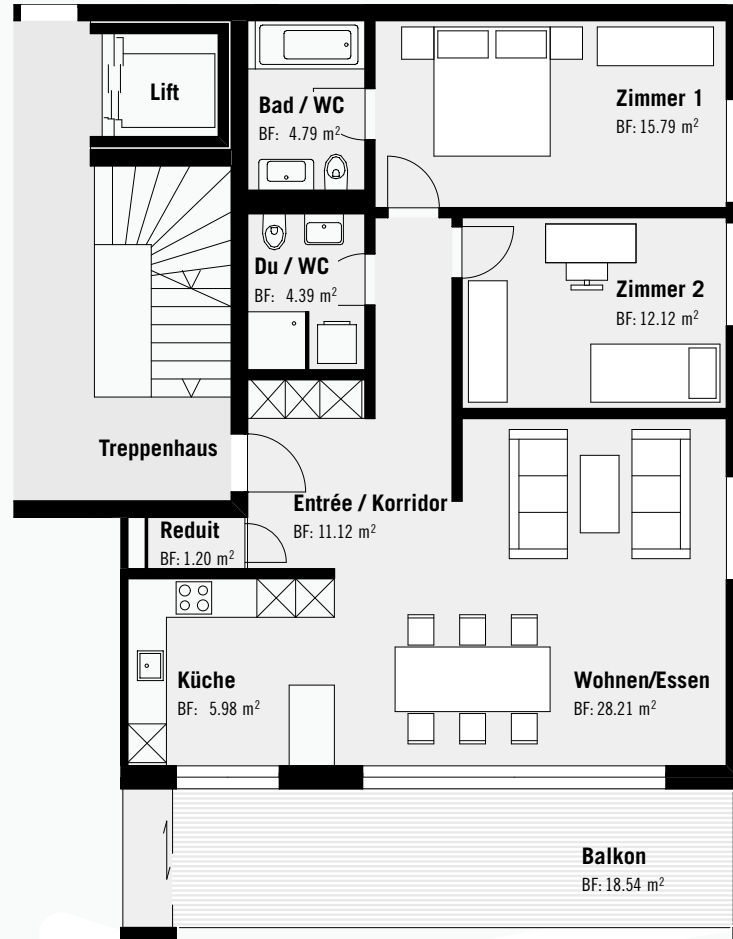 Lift
Bad / WC
BF: 4.79 m²
Zimmer 1
BF: 15.79 m²
Du / WC
BF: 4.39 m²
Zimmer 2
BF: 12.12 m²
Treppenhaus
Entrée / Korridor
BF: 11.12 m²
Reduit
BF: 1.20 m²
Küche
BF: 5.98 m²
Wohnen/Essen
BF: 28.21 m²
Balkon
BF: 18.54 m²